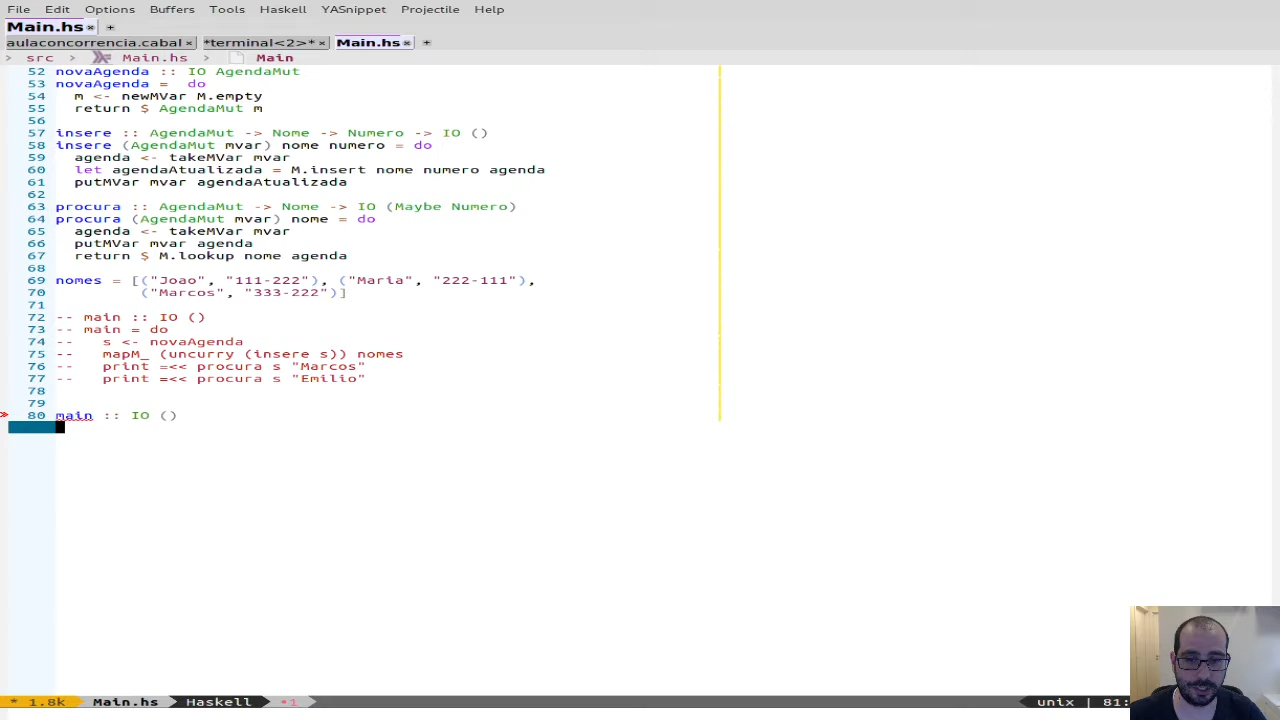 File Edit Options Buffers Tools Haskell YASnippet Projectile Help
Main.hs × +
aulaconcorrencia.cabal × *terminal<2>* × Main.hs × +
> src > Main.hs > Main
52 novaAgenda :: IO AgendaMut
53 novaAgenda =  do
54   m <- newMVar M.empty
55   return $ AgendaMut m
56
57 insere :: AgendaMut -> Nome -> Numero -> IO ()
58 insere (AgendaMut mvar) nome numero = do
59   agenda <- takeMVar mvar
60   let agendaAtualizada = M.insert nome numero agenda
61   putMVar mvar agendaAtualizada
62
63 procura :: AgendaMut -> Nome -> IO (Maybe Numero)
64 procura (AgendaMut mvar) nome = do
65   agenda <- takeMVar mvar
66   putMVar mvar agenda
67   return $ M.lookup nome agenda
68
69 nomes = [("Joao", "111-222"), ("Maria", "222-111"),
70          ("Marcos", "333-222")]
71
72 -- main :: IO ()
73 -- main = do
74 --   s <- novaAgenda
75 --   mapM_ (uncurry (insere s)) nomes
76 --   print =<< procura s "Marcos"
77 --   print =<< procura s "Emilio"
78
79
80 main :: IO ()
* 1.8k Main.hs Haskell •1 unix | 81: